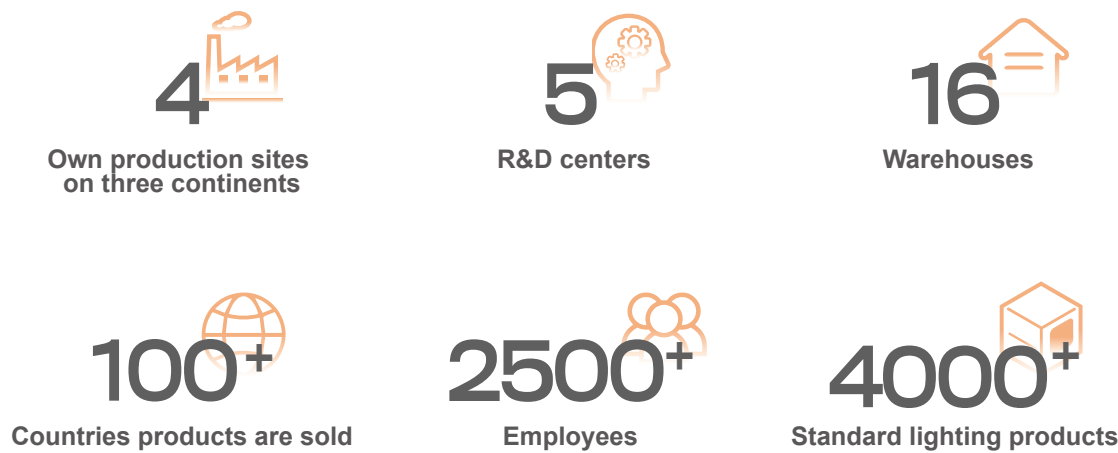 4
Own production sites
on three continents
5
R&D centers
16
Warehouses
100+
Countries products are sold
2500+
Employees
4000+
Standard lighting products